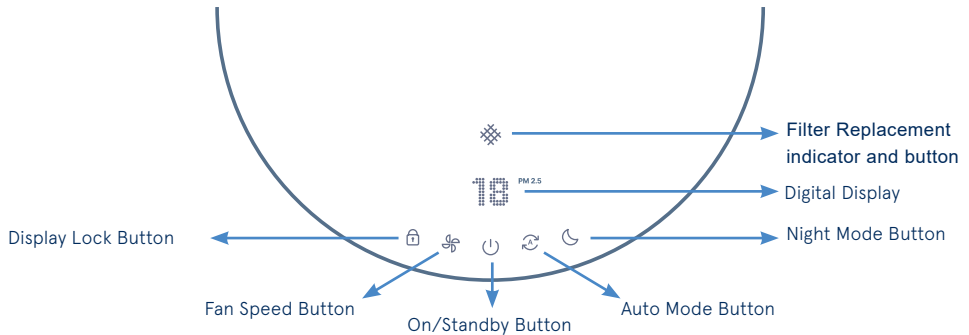 Filter Replacement
indicator and button
18 PM 2.5
Digital Display
Display Lock Button
Night Mode Button
A
Fan Speed Button
On/Standby Button
Auto Mode Button